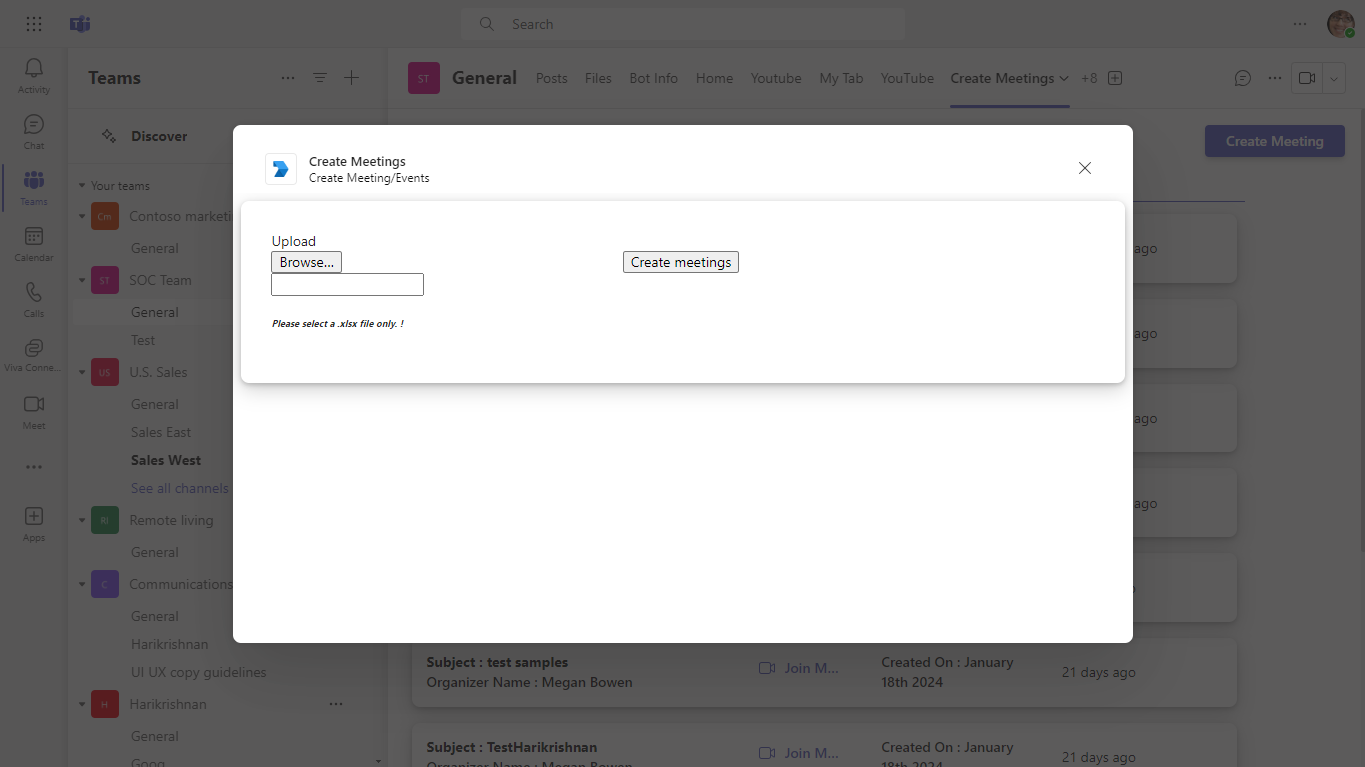 Search
Activity
Chat
Teams
Calendar
Calls
Viva Conne...
Meet
Apps
Teams
Discover
Your teams
Cm Contoso marketi
General
ST SOC Team
General
Test
US U.S. Sales
General
Sales East
Sales West
See all channels
Rl Remote living
General
C Communications
General
Harikrishnan
UI UX copy guidelines
H Harikrishnan
General
Goog
ST General Posts Files Bot Info Home Youtube My Tab YouTube Create Meetings +8
Create Meeting
Create Meetings
Create Meeting/Events
Upload
Browse...
Create meetings
Please select a .xlsx file only. !
ago
ago
ago
ago
Subject : test samples
Organizer Name : Megan Bowen
Join M...
Created On : January
18th 2024
21 days ago
Subject : TestHarikrishnan
Organizer Name : Megan Bowen
Join M...
Created On : January
18th 2024
21 days ago